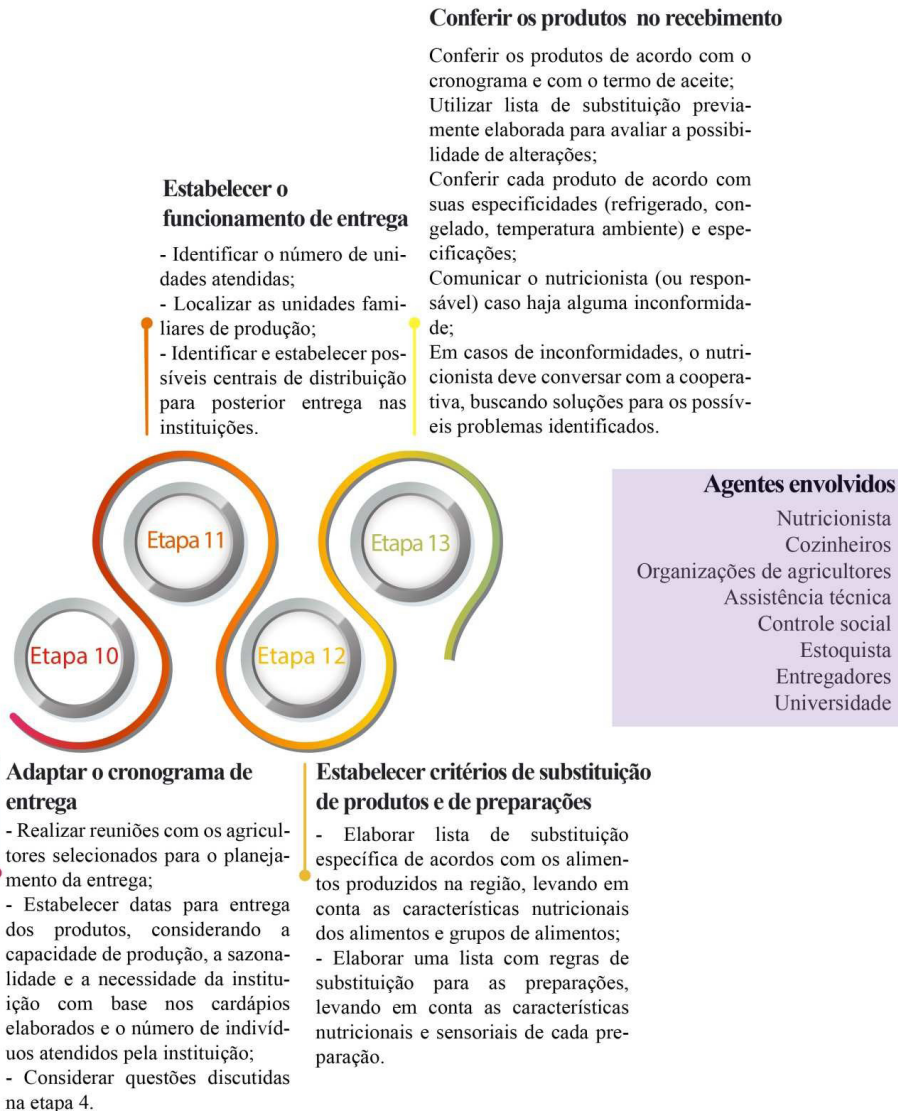 Conferir os produtos no recebimento
Conferir os produtos de acordo com o
cronograma e com o termo de aceite;
Utilizar lista de substituição previa-
mente elaborada para avaliar a possibi-
lidade de alterações;
Conferir cada produto de acordo com
suas especificidades (refrigerado, con-
gelado, temperatura ambiente) e espe-
cificações;
Comunicar o nutricionista (ou respon-
sável) caso haja alguma inconformida-
de;
Em casos de inconformidades, o nutri-
cionista deve conversar com a coopera-
tiva, buscando soluções para os possív-
eis problemas identificados.
Estabelecer o
funcionamento de entrega
- Identificar o número de uni-
dades atendidas;
- Localizar as unidades fami-
liares de produção;
- Identificar e estabelecer pos-
síveis centrais de distribuição
para posterior entrega nas
instituições.
Etapa 11
Etapa 13
Etapa 10
Etapa 12
Agentes envolvidos
Nutricionista
Cozinheiros
Organizações de agricultores
Assistência técnica
Controle social
Estoquista
Entregadores
Universidade
Adaptar o cronograma de
entrega
- Realizar reuniões com os agricul-
tores selecionados para o planeja-
mento da entrega;
- Estabelecer datas para entrega
dos produtos, considerando a
capacidade de produção, a sazona-
lidade e a necessidade da institu-
ição com base nos cardápios
elaborados e o número de indivíd-
uos atendidos pela instituição;
- Considerar questões discutidas
na etapa 4.
Estabelecer critérios de substituição
de produtos e de preparações
- Elaborar lista de substituição
específica de acordos com os alimen-
tos produzidos na região, levando em
conta as características nutricionais
dos alimentos e grupos de alimentos;
- Elaborar uma lista com regras de
substituição para as preparações,
levando em conta as características
nutricionais e sensoriais de cada pre-
paração.